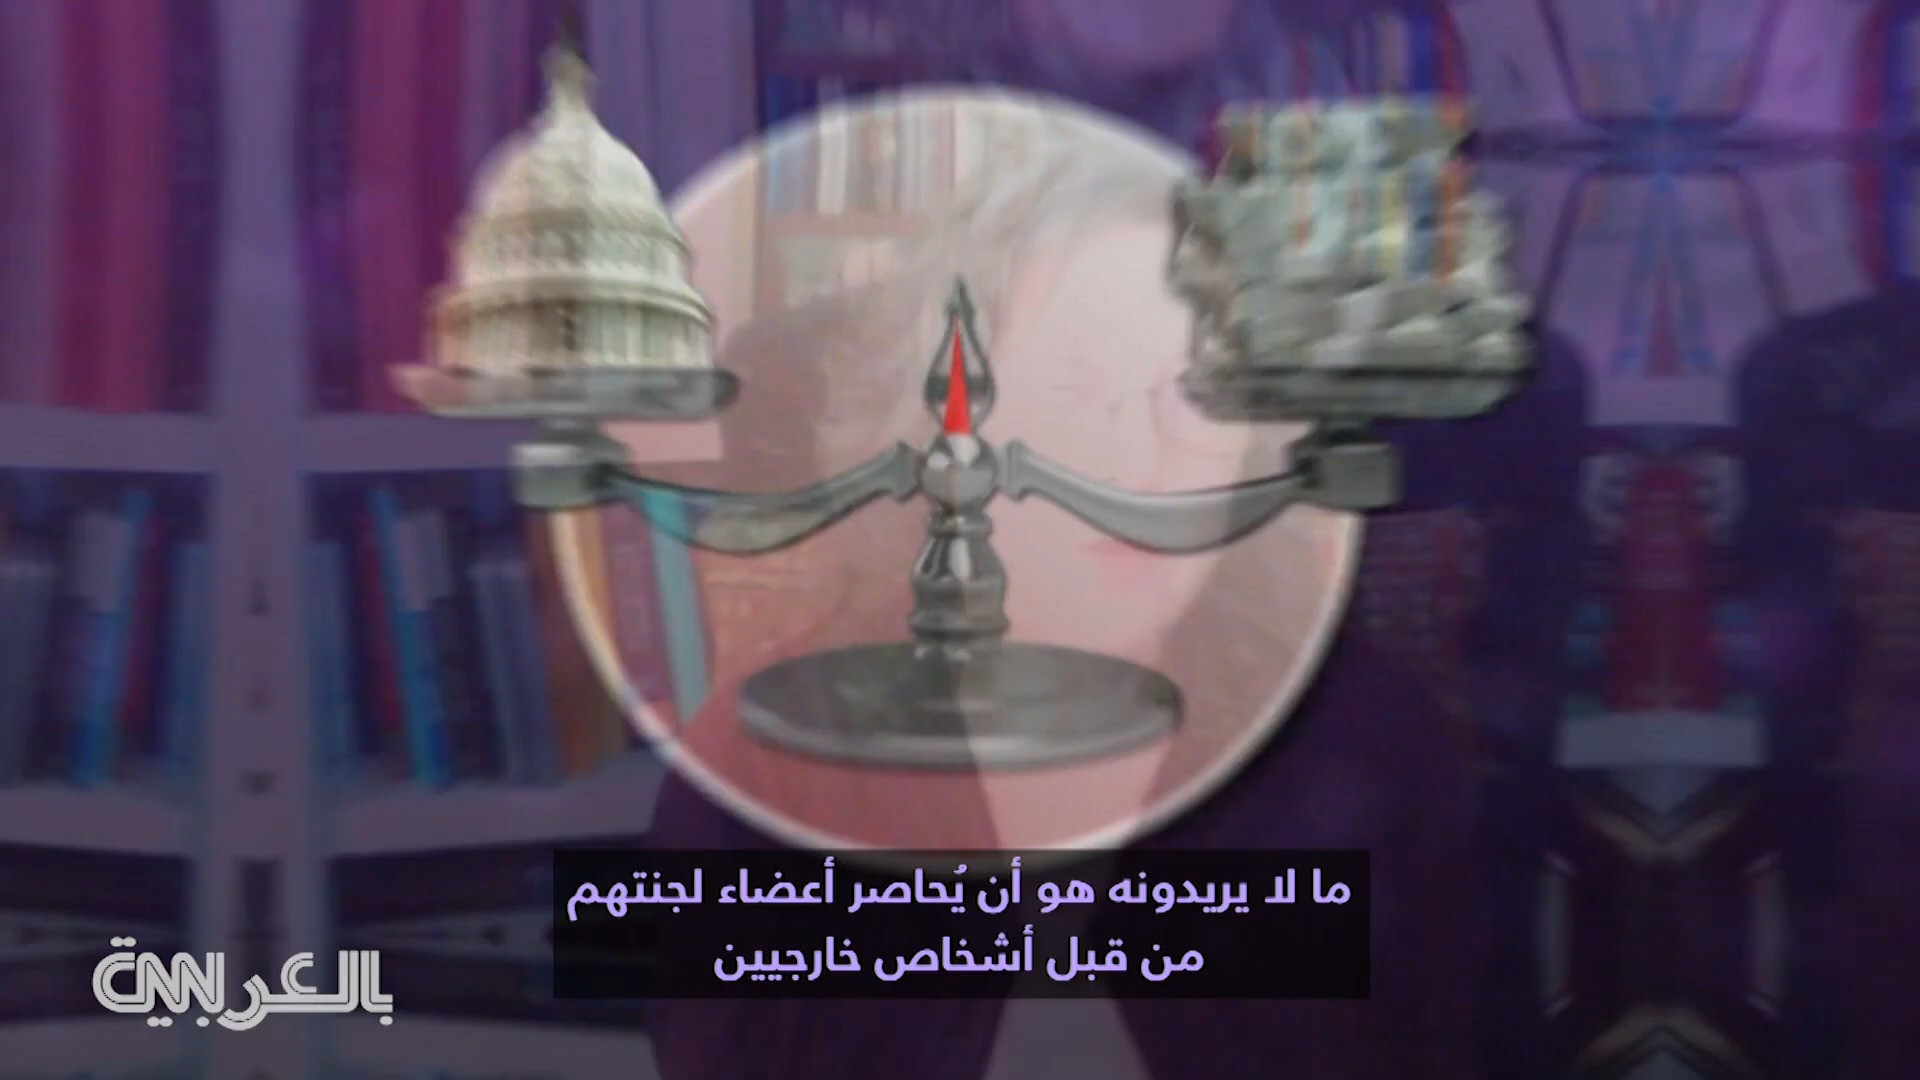 ما لا يريدونه هو أن يُحاصر أعضاء لجنتهم
من قبل أشخاص خارجيين
CNN بالعربية